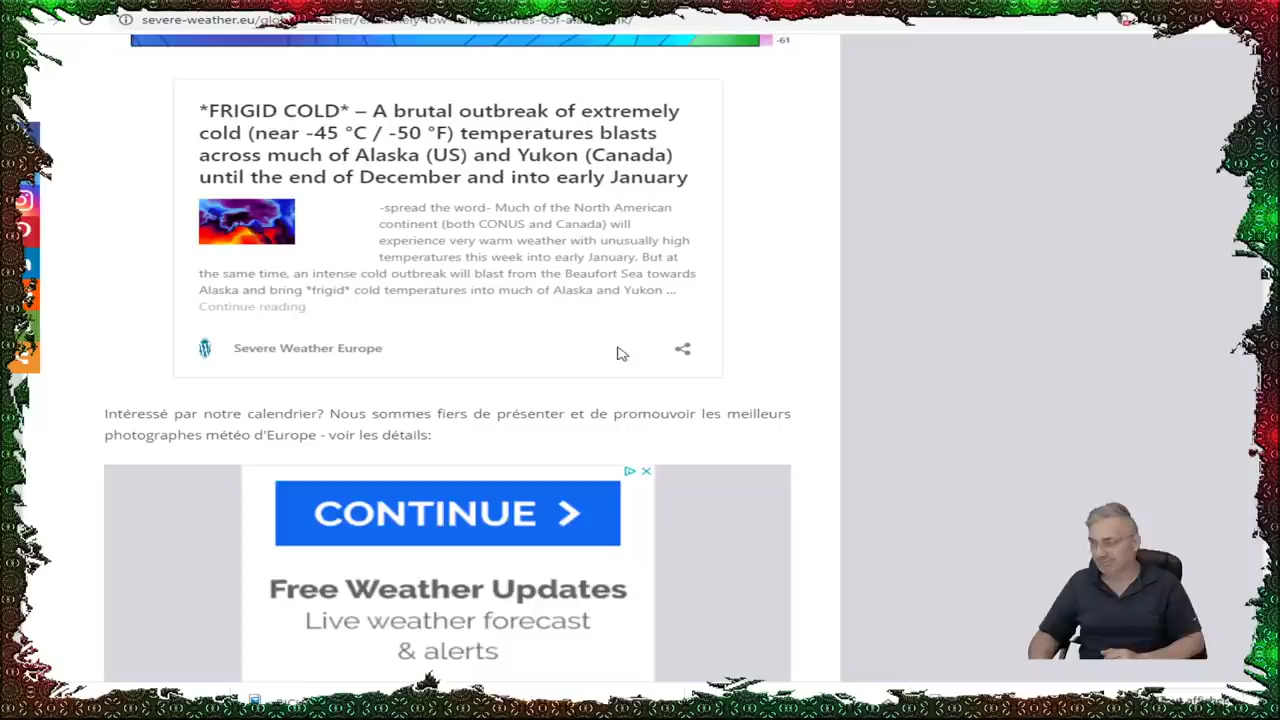 severe-weather.eu/
-61
*FRIGID COLD* – A brutal outbreak of extremely
cold (near -45 °C / -50 °F) temperatures blasts
across much of Alaska (US) and Yukon (Canada)
until the end of December and into early January
-spread the word- Much of the North American
continent (both CONUS and Canada) will
experience very warm weather with unusually high
temperatures this week into early January. But at
the same time, an intense cold outbreak will blast from the Beaufort Sea towards
Alaska and bring *frigid* cold temperatures into much of Alaska and Yukon ...
Continue reading
Severe Weather Europe
Intéressé par notre calendrier? Nous sommes fiers de présenter et de promouvoir les meilleurs
photographes météo d'Europe - voir les détails:
CONTINUE >
Free Weather Updates
Live weather forecast
& alerts